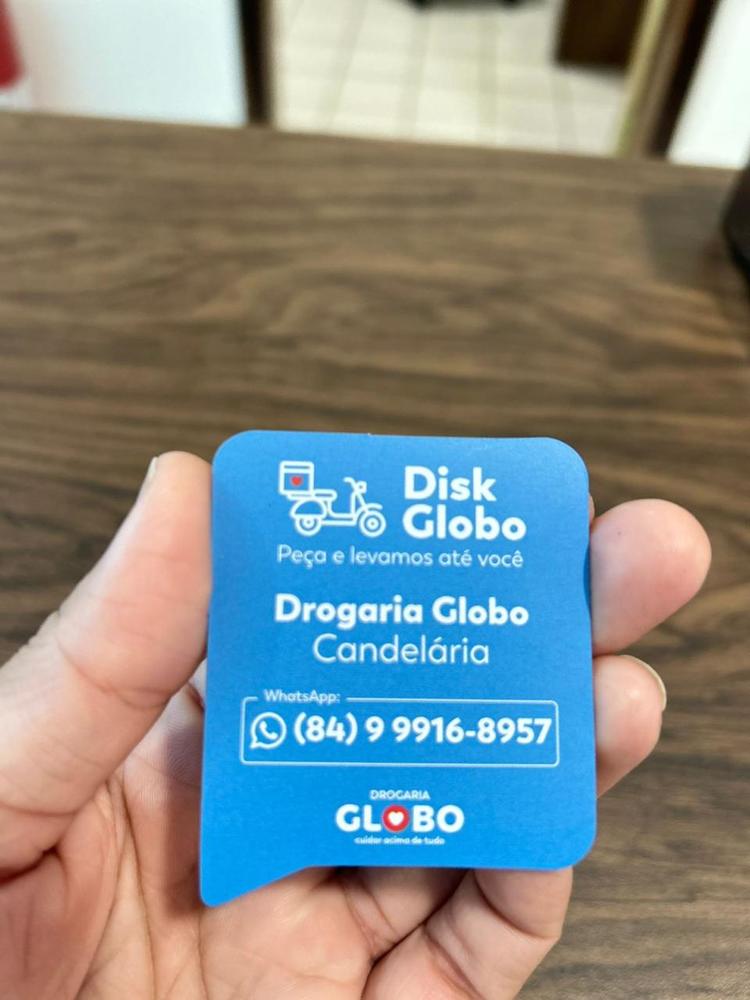 Disk
Globo
Peça e levamos até você
Drogaria Globo
Candelária
WhatsApp:
(84) 9 9916-8957
DROGARIA
GLOBO
cuidar acima de tudo